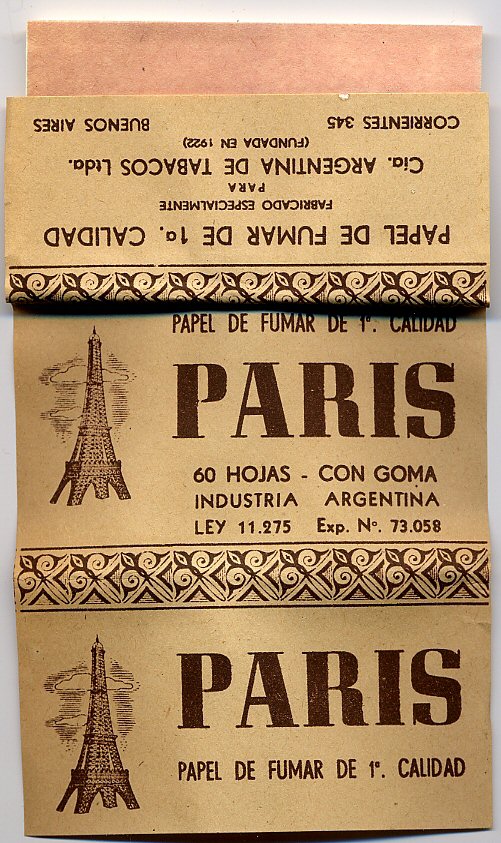 PAPEL DE FUMAR DE 1a. CALIDAD
FABRICADO ESPECIALMENTE
PARA
Cia. ARGENTINA DE TABACOS Ltda.
(FUNDADA EN 1922)
CORRIENTES 345 BUENOS AIRES
PAPEL DE FUMAR DE 1ª. CALIDAD
PARIS
60 HOJAS - CON GOMA
INDUSTRIA ARGENTINA
LEY 11.275 Exp. Nº. 73.058
PARIS
PAPEL DE FUMAR DE 1ª. CALIDAD